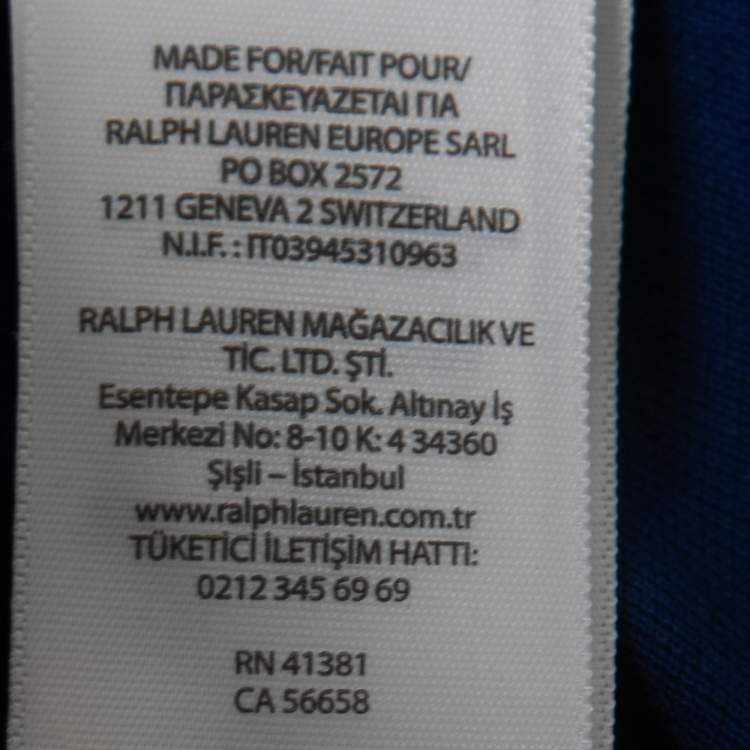 MADE FOR/FAIT POUR/
ΠΑΡΑΣΚΕΥΑΖΕΤΑΙ ΓΙΑ
RALPH LAUREN EUROPE SARL
PO BOX 2572
1211 GENEVA 2 SWITZERLAND
N.I.F. : IT03945310963
RALPH LAUREN MAĞAZACILIK VE
TİC. LTD. ŞTİ.
Esentepe Kasap Sok. Altınay İş
Merkezi No: 8-10 K: 4 34360
Şişli – İstanbul
www.ralphlauren.com.tr
TÜKETİCİ İLETİŞİM HATTI:
0212 345 69 69
RN 41381
CA 56658